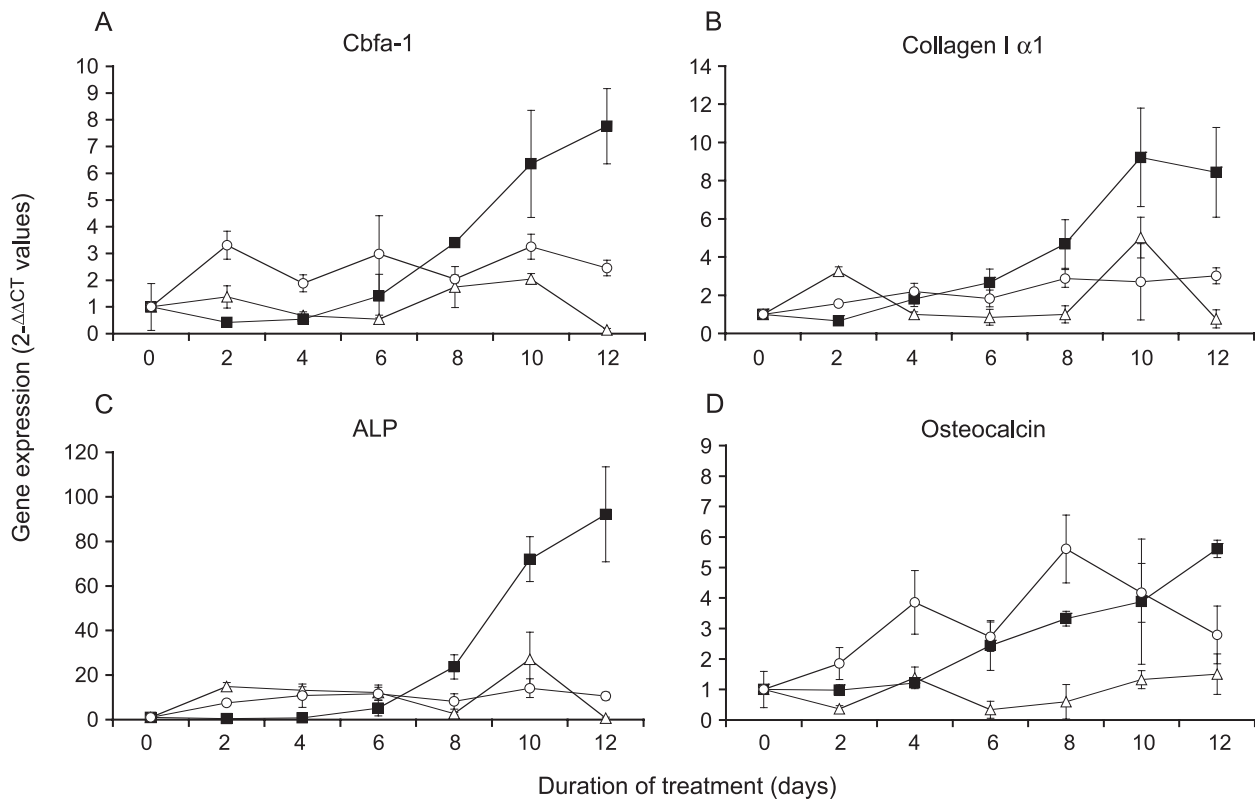 A
Cbfa-1
10
9
8
7
6
5
4
3
2
1
0
0 2 4 6 8 10 12
B
Collagen I α1
14
12
10
8
6
4
2
0
0 2 4 6 8 10 12
C
ALP
120
100
80
60
40
20
0
0 2 4 6 8 10 12
D
Osteocalcin
9
8
7
6
5
4
3
2
1
0
0 2 4 6 8 10 12
Gene expression (2-ΔΔCT values)
Duration of treatment (days)